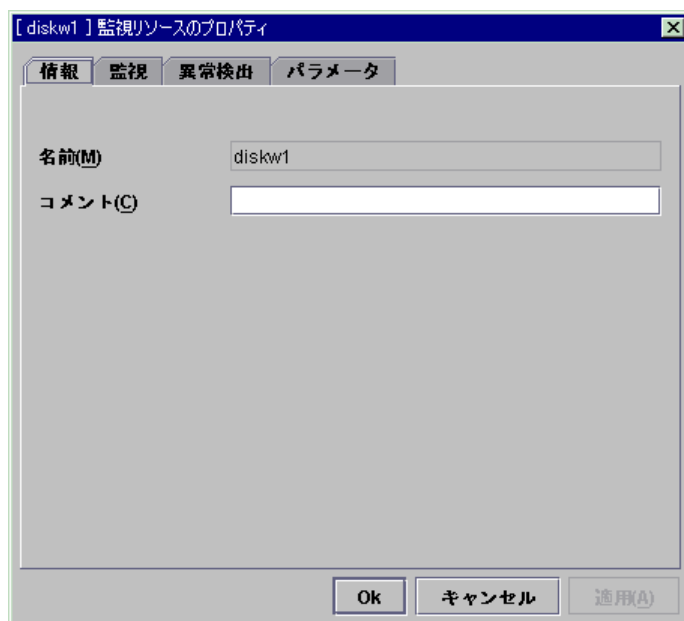 [ diskw1 ] 監視リソースのプロパティ
情報 監視 異常検出 パラメータ
名前(M) diskw1
コメント(C)
Ok キャンセル 適用(A)